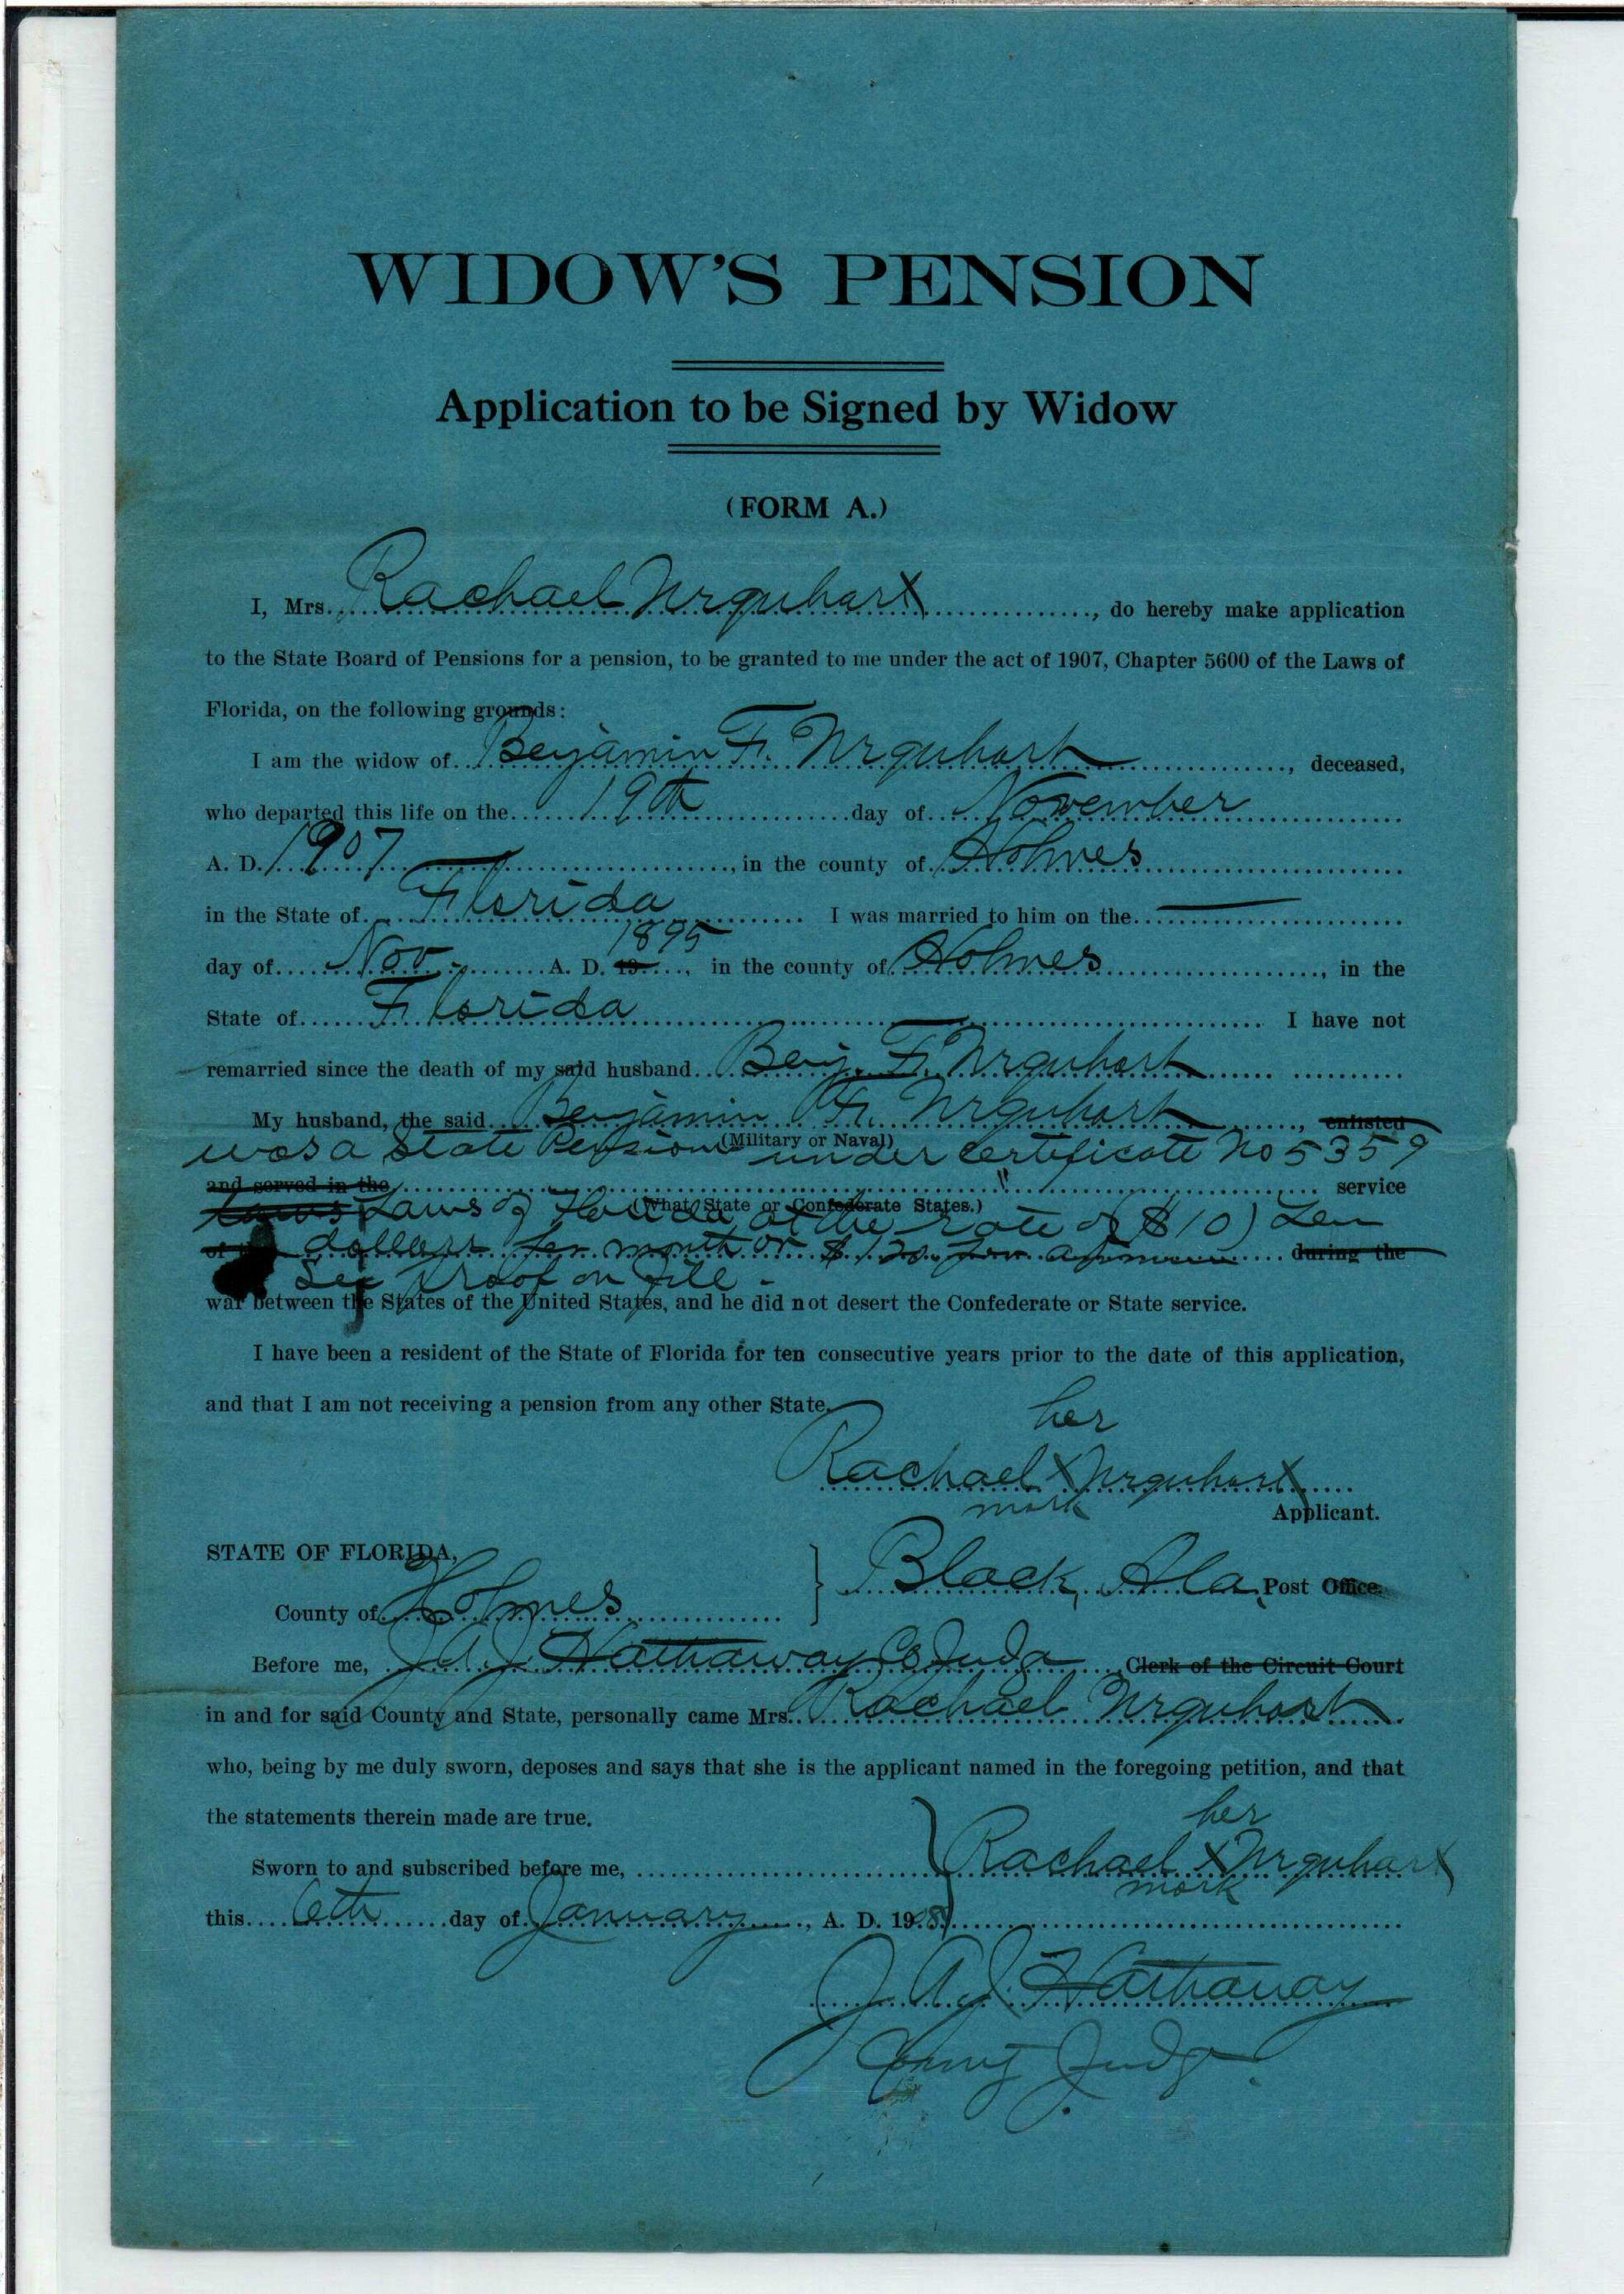 WIDOW'S PENSION
Application to be Signed by Widow
(FORM A.)
I, Mrs. Rachael Urquhart, do hereby make application
to the State Board of Pensions for a pension, to be granted to me under the act of 1907, Chapter 5600 of the Laws of
Florida, on the following grounds:
I am the widow of Benjamin F. Urquhart, deceased,
who departed this life on the 19th day of November
A. D. 1907, in the county of Holmes
in the State of Florida I was married to him on the
day of Nov A. D. 18 1895, in the county of Holmes, in the
State of Florida I have not
remarried since the death of my said husband Benj. F. Urquhart
My husband, the said Benjamin F. Urquhart, enlisted
was a State Pensioner (Military or Naval) under Certificate No 5359
and served in the " service
Laws Laws of Florida, (What State or Confederate States.) at the rate of ($10) Ten
of the dollars per month or $120 per annum during the
See proof on file -
war between the States of the United States, and he did not desert the Confederate or State service.
I have been a resident of the State of Florida for ten consecutive years prior to the date of this application,
and that I am not receiving a pension from any other State.
her
Rachael X Urquhart
mark Applicant.
STATE OF FLORIDA,
Black, Ala. Post Office.
County of Holmes
Before me, J. A. J. Hathaway Co Judge Clerk of the Circuit Court
in and for said County and State, personally came Mrs. Rachael Urquhart
who, being by me duly sworn, deposes and says that she is the applicant named in the foregoing petition, and that
the statements therein made are true.
her
Sworn to and subscribed before me, Rachael X Urquhart
mark
this 6th day of January, A. D. 1908
J. A. J. Hathaway
County Judge